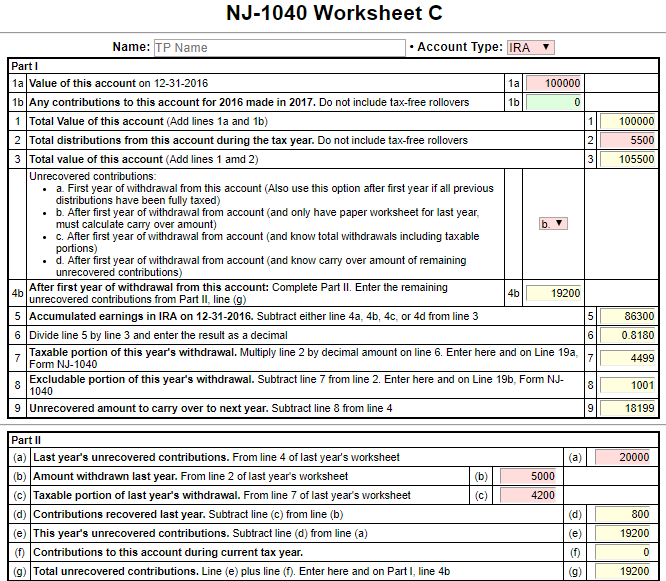 NJ-1040 Worksheet C
Name: TP Name • Account Type: IRA ▼
Part I
1a Value of this account on 12-31-2016 1a 100000
1b Any contributions to this account for 2016 made in 2017. Do not include tax-free rollovers 1b 0
1 Total Value of this account (Add lines 1a and 1b) 1 100000
2 Total distributions from this account during the tax year. Do not include tax-free rollovers 2 5500
3 Total value of this account (Add lines 1 amd 2) 3 105500
Unrecovered contributions:
• a. First year of withdrawal from this account (Also use this option after first year if all previous
distributions have been fully taxed)
• b. After first year of withdrawal from account (and only have paper worksheet for last year,
must calculate carry over amount)
• c. After first year of withdrawal from account (and know total withdrawals including taxable
portions)
• d. After first year of withdrawal from account (and know carry over amount of remaining
unrecovered contributions)
b. ▼
4b After first year of withdrawal from this account: Complete Part II. Enter the remaining
unrecovered contributions from Part II, line (g) 4b 19200
5 Accumulated earnings in IRA on 12-31-2016. Subtract either line 4a, 4b, 4c, or 4d from line 3 5 86300
6 Divide line 5 by line 3 and enter the result as a decimal 6 0.8180
7 Taxable portion of this year's withdrawal. Multiply line 2 by decimal amount on line 6. Enter here and on Line 19a,
Form NJ-1040 7 4499
8 Excludable portion of this year's withdrawal. Subtract line 7 from line 2. Enter here and on Line 19b, Form NJ-
1040 8 1001
9 Unrecovered amount to carry over to next year. Subtract line 8 from line 4 9 18199
Part II
(a) Last year's unrecovered contributions. From line 4 of last year's worksheet (a) 20000
(b) Amount withdrawn last year. From line 2 of last year's worksheet (b) 5000
(c) Taxable portion of last year's withdrawal. From line 7 of last year's worksheet (c) 4200
(d) Contributions recovered last year. Subtract line (c) from line (b) (d) 800
(e) This year's unrecovered contributions. Subtract line (d) from line (a) (e) 19200
(f) Contributions to this account during current tax year. (f) 0
(g) Total unrecovered contributions. Line (e) plus line (f). Enter here and on Part I, line 4b (g) 19200